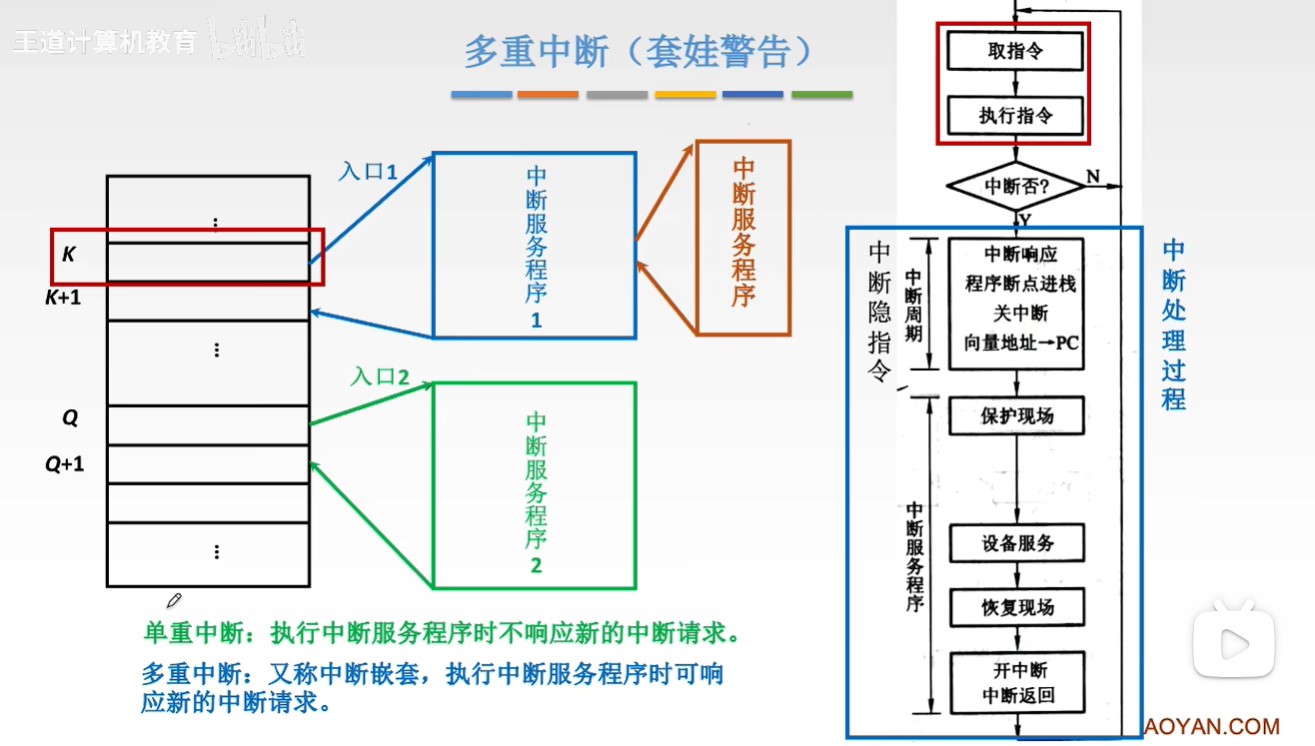 王道计算机教育
bilibili
多重中断（套娃警告）
入口1
中断服务程序1
中断服务程序
⋮
K
K+1
⋮
Q
Q+1
⋮
入口2
中断服务程序2
单重中断：执行中断服务程序时不响应新的中断请求。
多重中断：又称中断嵌套，执行中断服务程序时可响
应新的中断请求。
取指令
执行指令
中断否?
N
Y
中断隐指令
中断周期
中断响应
程序断点进栈
关中断
向量地址→PC
中断处理过程
保护现场
中断服务程序
设备服务
恢复现场
开中断
中断返回
AOYAN.COM